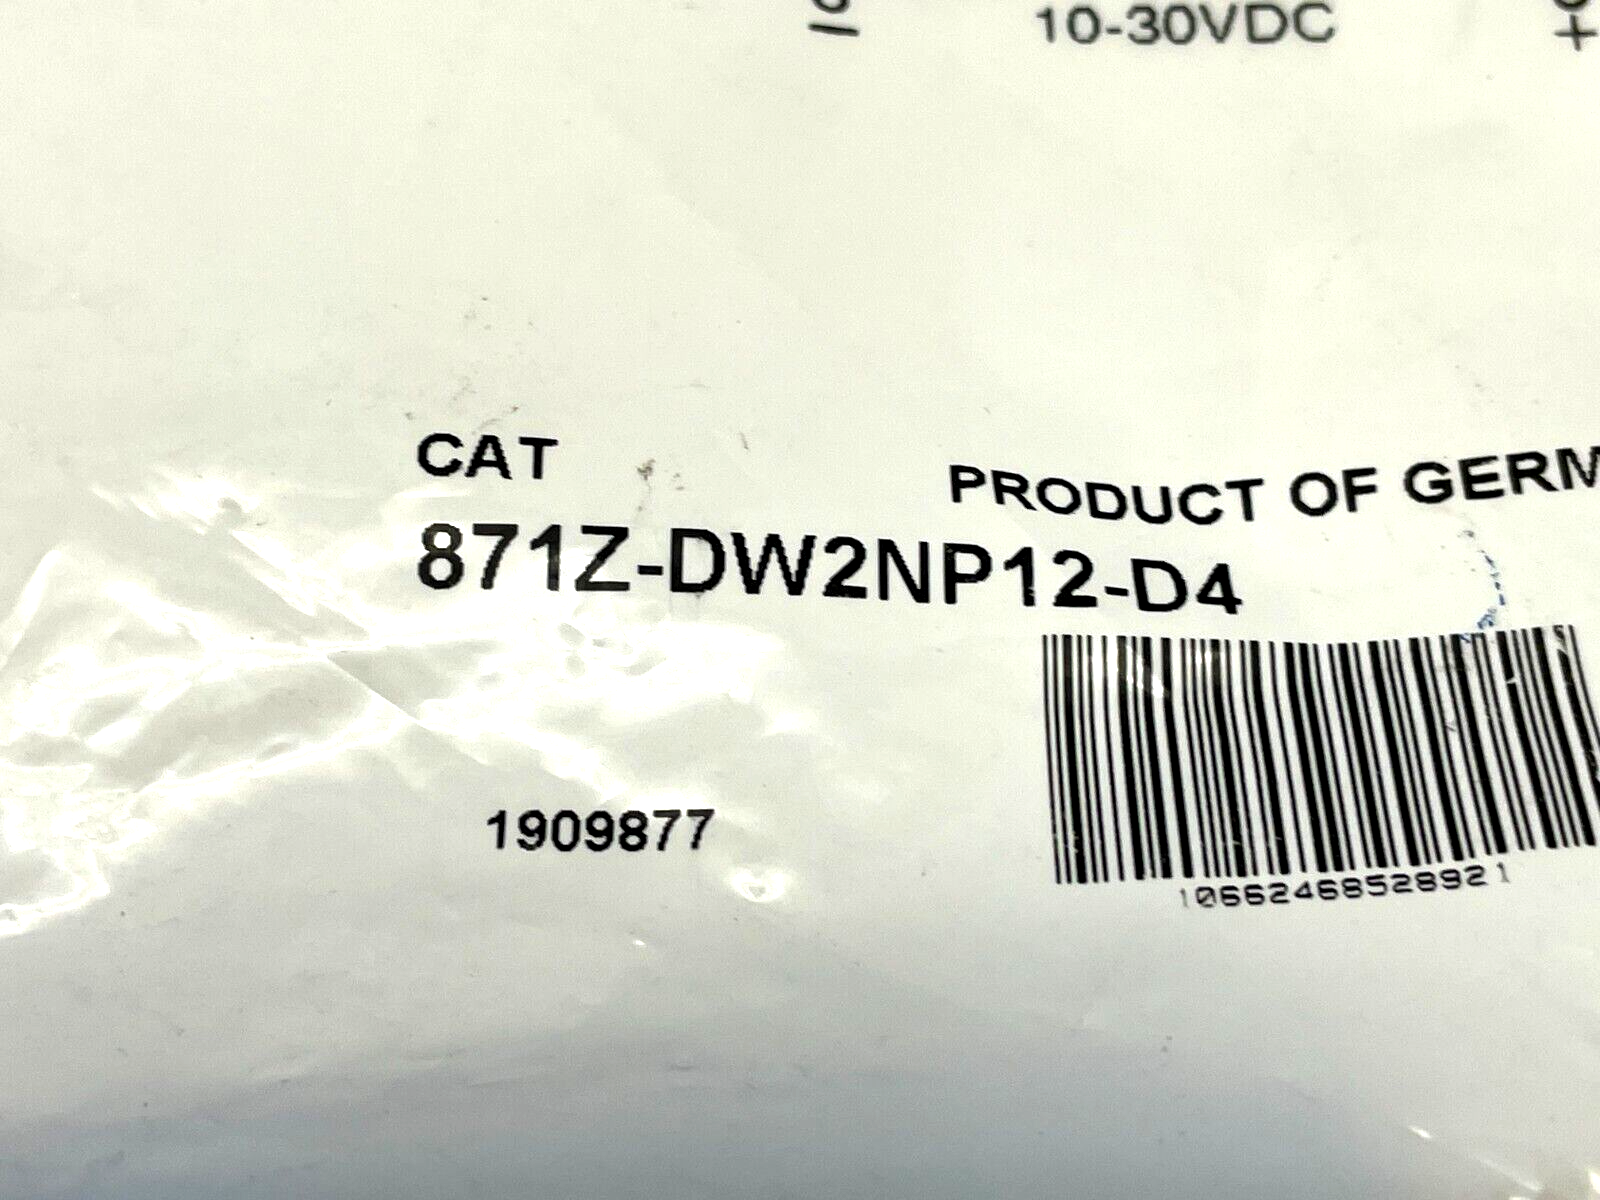 10-30VDC
CAT
PRODUCT OF GERM
871Z-DW2NP12-D4
1909877
10662468528921